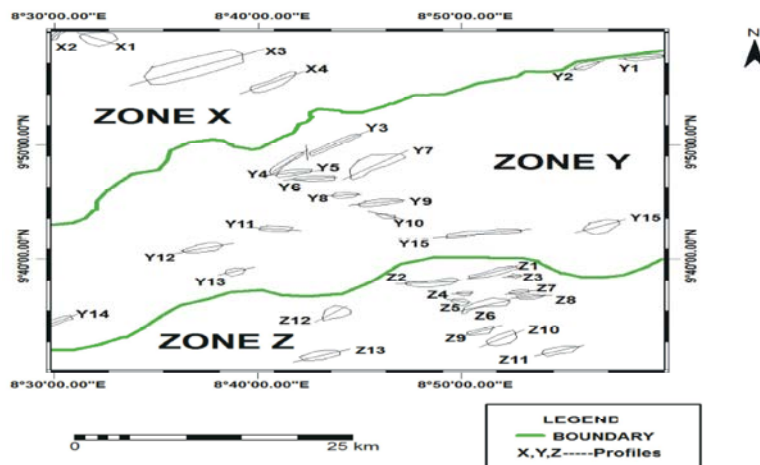 8°30'00.00"E 8°40'00.00"E 8°50'00.00"E
N
X2 X1
X3
X4
Y2 Y1
ZONE X
Y3
9°50'00.00"N 9°50'00.00"N
Y7
ZONE Y
Y4 Y5
Y6
Y8 Y9
Y10
Y11 Y15 Y15
Y12
9°40'00.00"N 9°40'00.00"N
Y13
Z2 Z1
Z3
Z4 Z7
Z5 Z8
Z6
Y14
Z12
ZONE Z
Z9 Z10
Z13 Z11
8°30'00.00"E 8°40'00.00"E 8°50'00.00"E
0 25 km
LEGEND
BOUNDARY
X,Y,Z-----Profiles